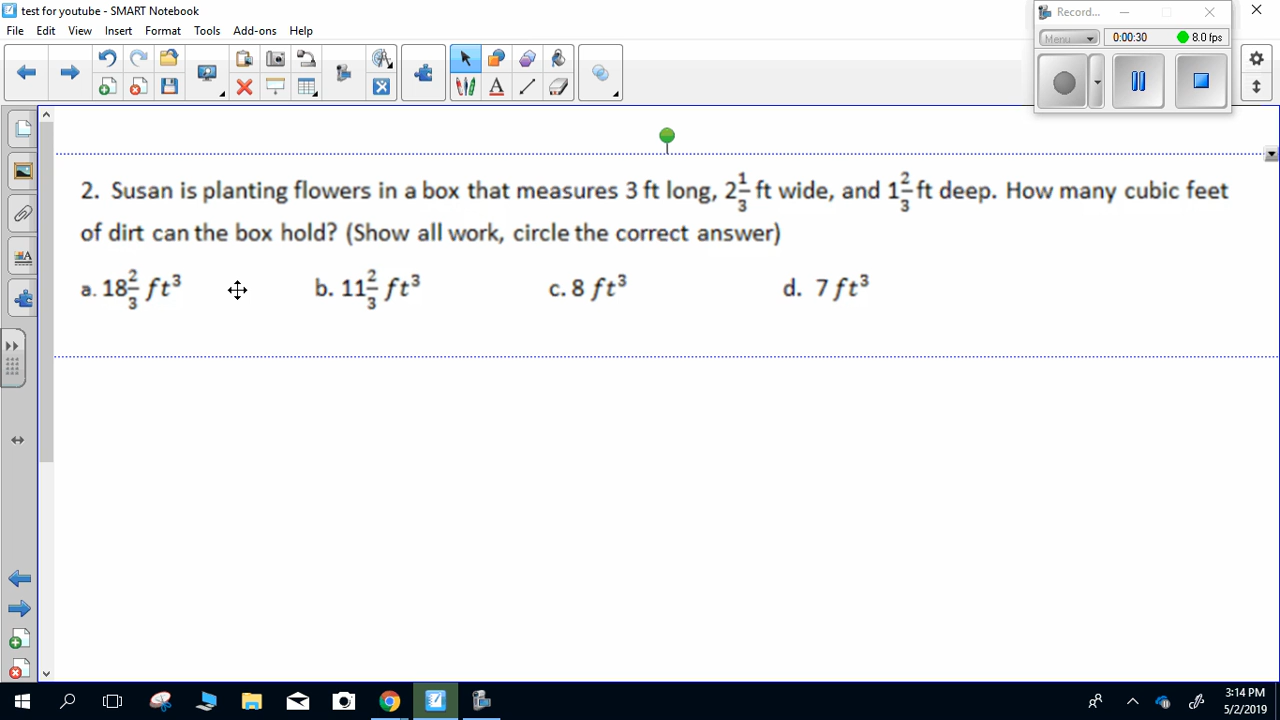 test for youtube - SMART Notebook
File Edit View Insert Format Tools Add-ons Help
Record...
Menu 0:00:30 8.0 fps
2. Susan is planting flowers in a box that measures 3 ft long, 2 1/3 ft wide, and 1 2/3 ft deep. How many cubic feet
of dirt can the box hold? (Show all work, circle the correct answer)
a. 18 2/3 ft³ b. 11 2/3 ft³ c. 8 ft³ d. 7 ft³
3:14 PM
5/2/2019